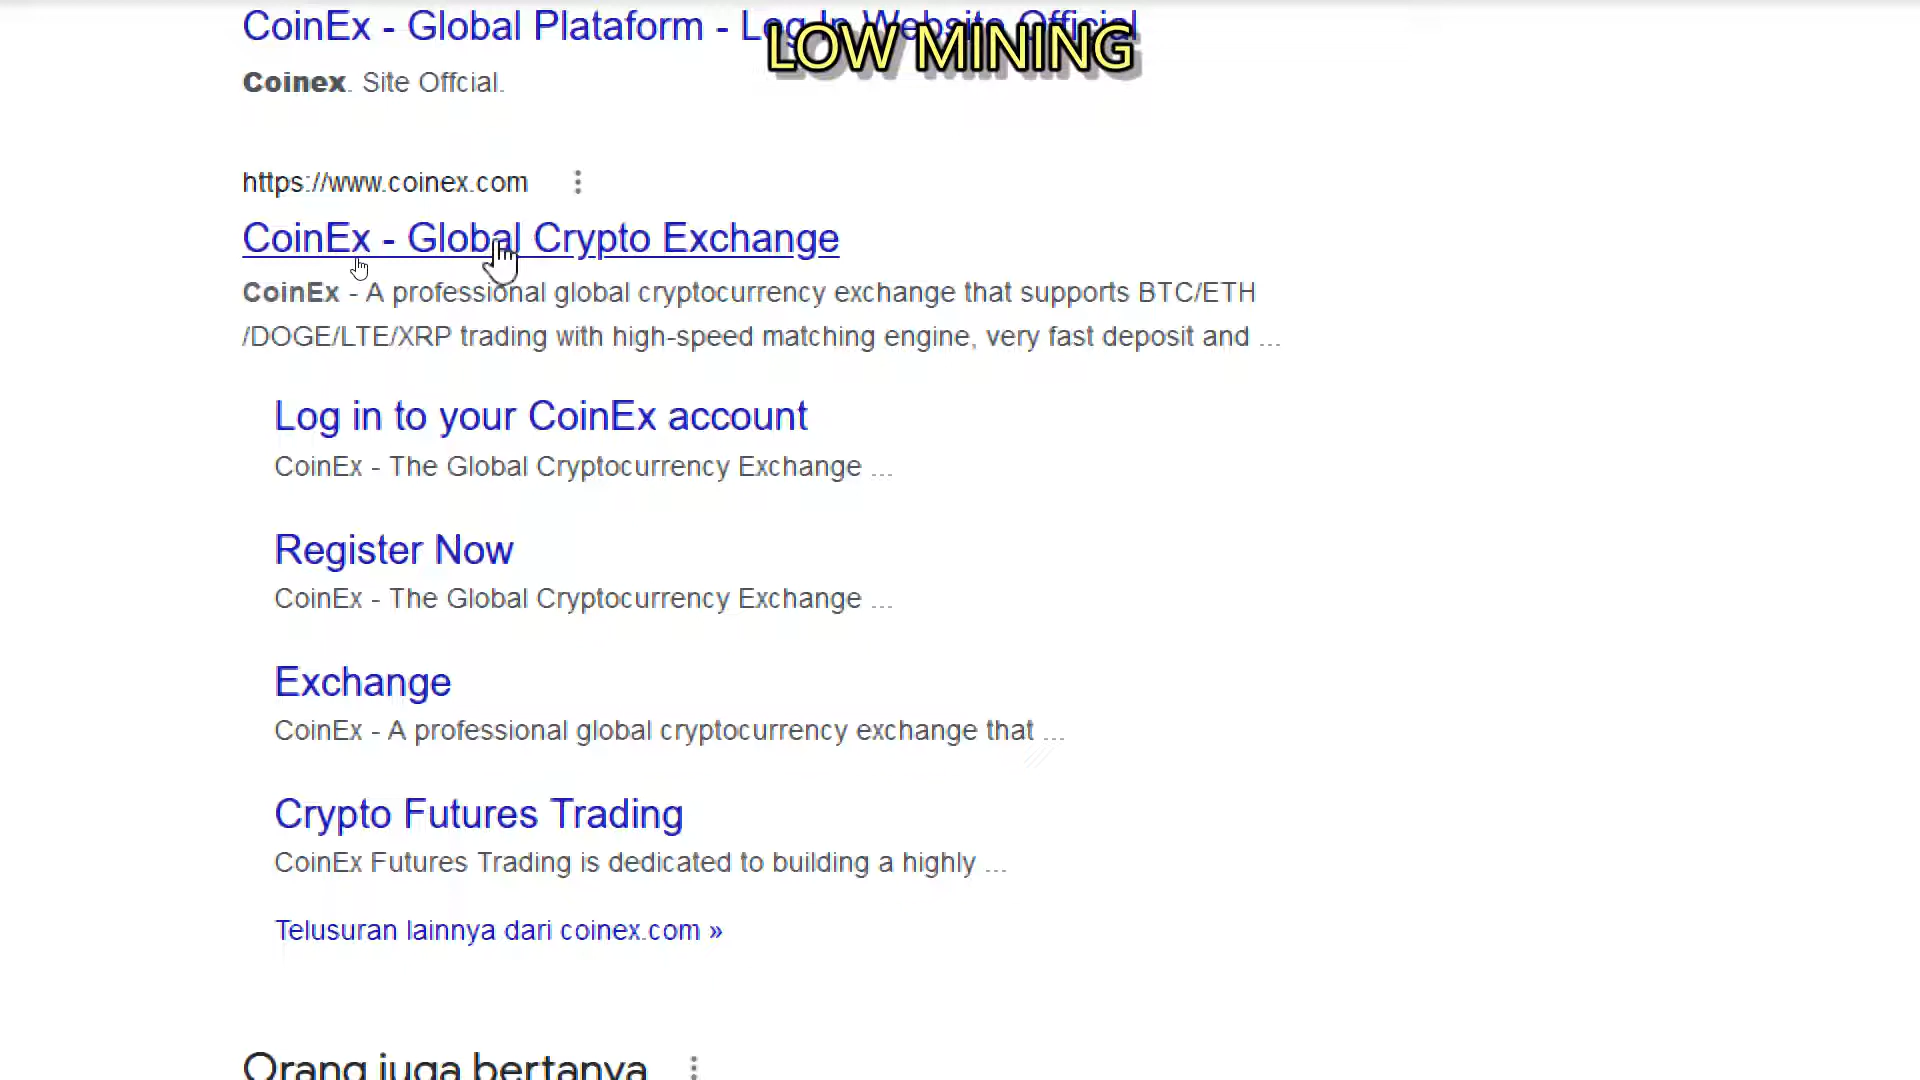 CoinEx - Global Plataform - Log In Website Official
LOW MINING
Coinex. Site Offcial.
https://www.coinex.com
CoinEx - Global Crypto Exchange
CoinEx - A professional global cryptocurrency exchange that supports BTC/ETH
/DOGE/LTE/XRP trading with high-speed matching engine, very fast deposit and ...
Log in to your CoinEx account
CoinEx - The Global Cryptocurrency Exchange ...
Register Now
CoinEx - The Global Cryptocurrency Exchange ...
Exchange
CoinEx - A professional global cryptocurrency exchange that ...
Crypto Futures Trading
CoinEx Futures Trading is dedicated to building a highly ...
Telusuran lainnya dari coinex.com »
Orang juga bertanya